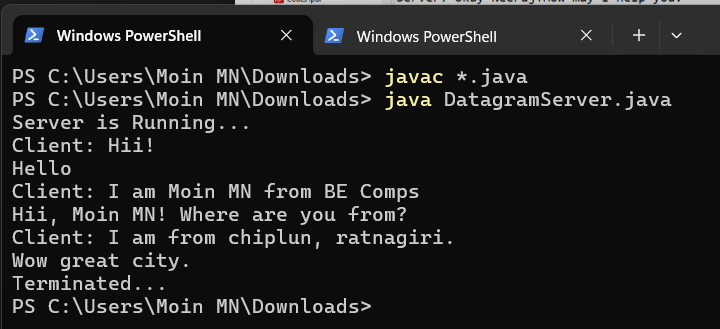 Windows PowerShell
Windows PowerShell
PS C:\Users\Moin MN\Downloads> javac *.java
PS C:\Users\Moin MN\Downloads> java DatagramServer.java
Server is Running...
Client: Hii!
Hello
Client: I am Moin MN from BE Comps
Hii, Moin MN! Where are you from?
Client: I am from chiplun, ratnagiri.
Wow great city.
Terminated...
PS C:\Users\Moin MN\Downloads>